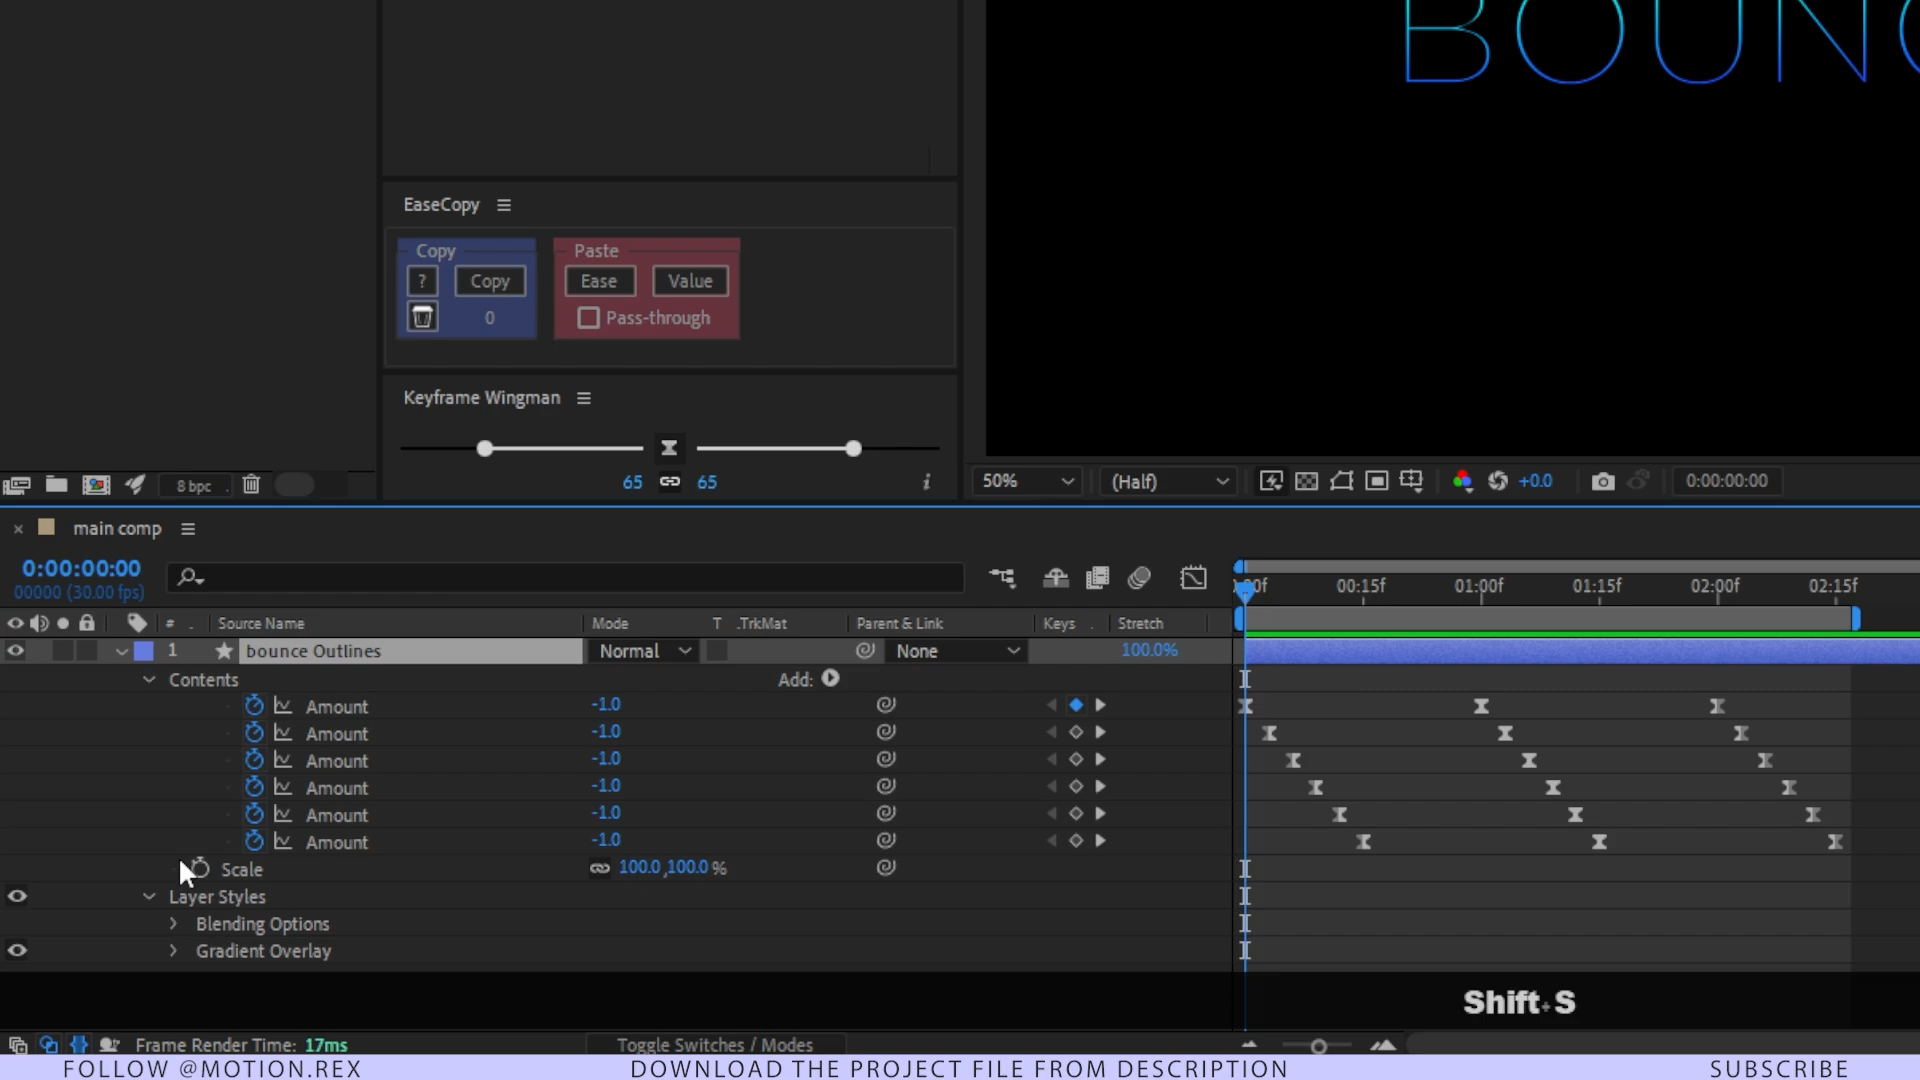 BOUN
EaseCopy
Copy
Paste
? Copy Ease Value
0 Pass-through
Keyframe Wingman
65 65 i
8 bpc
50% (Half) +0.0 0:00:00:00
× main comp
0:00:00:00
00000 (30.00 fps)
00f 00:15f 01:00f 01:15f 02:00f 02:15f
# . Source Name Mode T .TrkMat Parent & Link Keys . Stretch
1 bounce Outlines Normal None 100.0%
Contents Add:
Amount -1.0
Amount -1.0
Amount -1.0
Amount -1.0
Amount -1.0
Amount -1.0
Scale 100.0,100.0%
Layer Styles
Blending Options
Gradient Overlay
Shift+S
Frame Render Time: 17ms Toggle Switches / Modes
FOLLOW @MOTION.REX DOWNLOAD THE PROJECT FILE FROM DESCRIPTION SUBSCRIBE